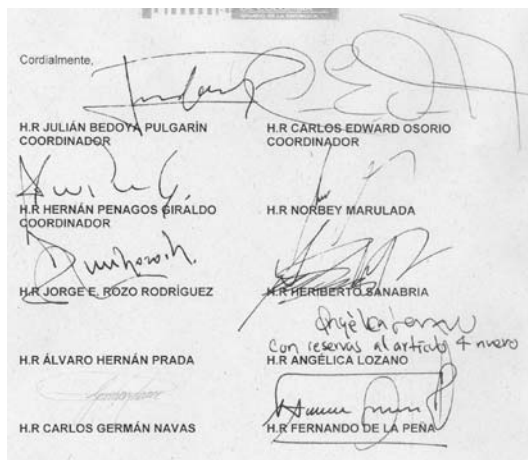 Cordialmente,
H.R JULIÁN BEDOYA PULGARÍN
COORDINADOR
H.R CARLOS EDWARD OSORIO
COORDINADOR
H.R HERNÁN PENAGOS GIRALDO
COORDINADOR
H.R NORBEY MARULADA
H.R JORGE E. ROZO RODRÍGUEZ
H.R HERIBERTO SANABRIA
Angélica Lozano
con reservas al artículo 4 nuevo
H.R ÁLVARO HERNÁN PRADA
H.R ANGÉLICA LOZANO
H.R CARLOS GERMÁN NAVAS
H.R FERNANDO DE LA PEÑA